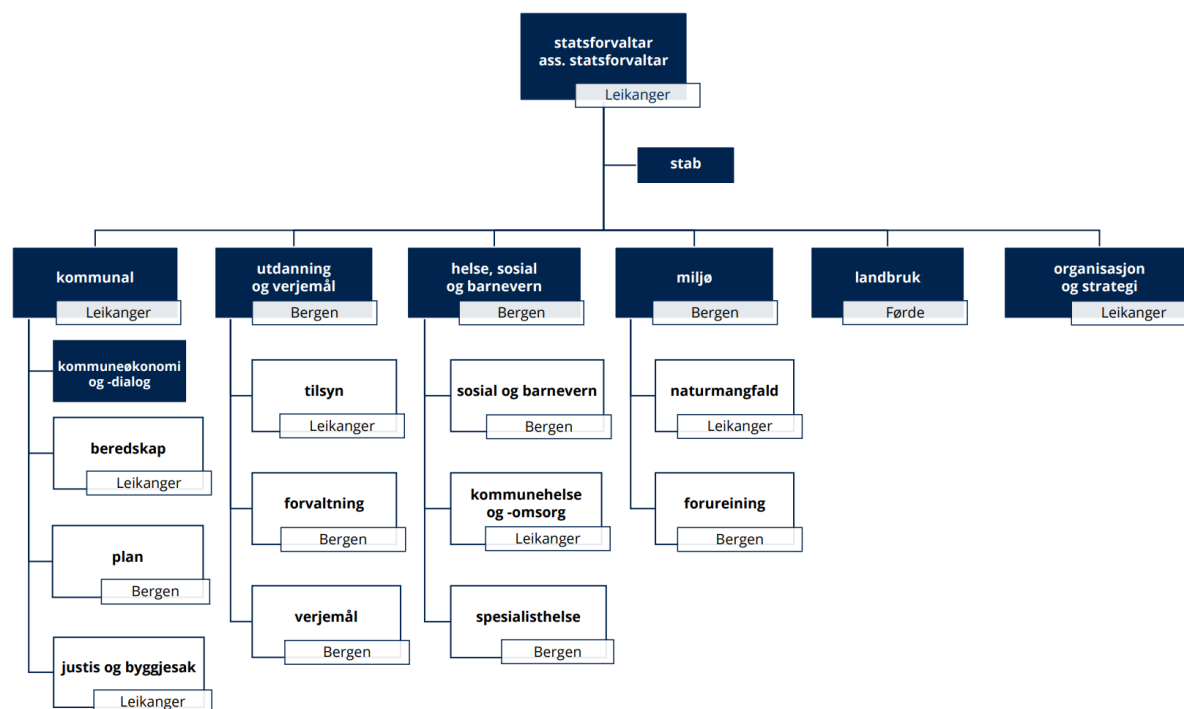 statsforvaltar
ass. statsforvaltar
Leikanger
stab
kommunal
Leikanger
utdanning
og verjemål
Bergen
helse, sosial
og barnevern
Bergen
miljø
Bergen
landbruk
Førde
organisasjon
og strategi
Leikanger
kommuneøkonomi
og -dialog
beredskap
Leikanger
plan
Bergen
justis og byggjesak
Leikanger
tilsyn
Leikanger
forvaltning
Bergen
verjemål
Bergen
sosial og barnevern
Bergen
kommunehelse
og -omsorg
Leikanger
spesialisthelse
Bergen
naturmangfald
Leikanger
forureining
Bergen